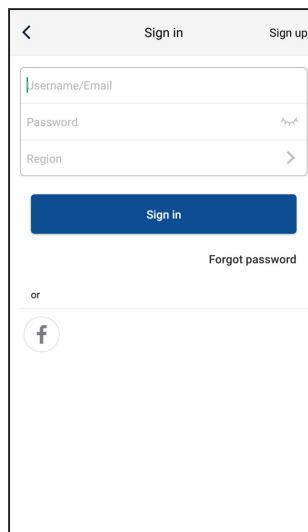 Sign in Sign up
Username/Email
Password
Region
Sign in
Forgot password
or
f